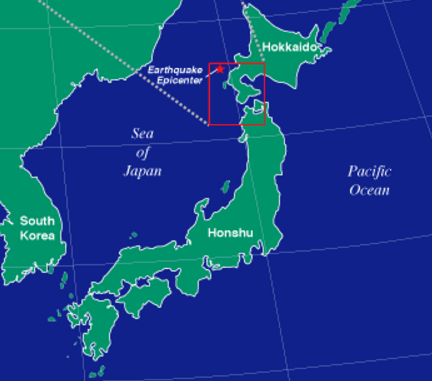 Hokkaido
Earthquake
Epicenter
Sea
of
Japan
Pacific
Ocean
South
Korea
Honshu